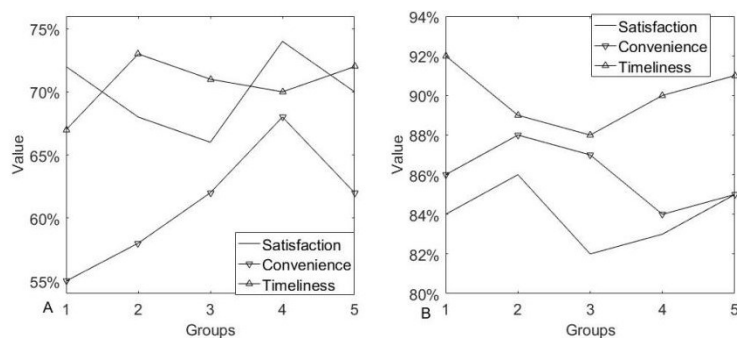 75%
70%
65%
60%
55%
Value
1 2 3 4 5
Groups
A
Satisfaction
Convenience
Timeliness
94%
92%
90%
88%
86%
84%
82%
80%
Value
1 2 3 4 5
Groups
B
Satisfaction
Convenience
Timeliness